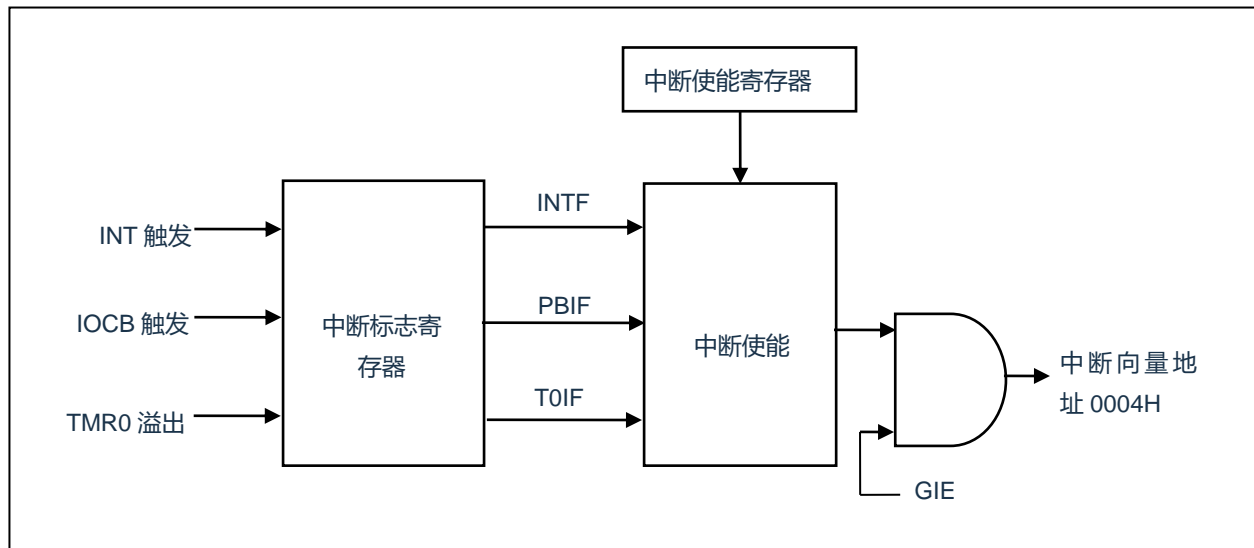 中断使能寄存器
INT 触发
IOCB 触发
TMR0 溢出
中断标志寄
存器
INTF
PBIF
T0IF
中断使能
GIE
中断向量地
址 0004H